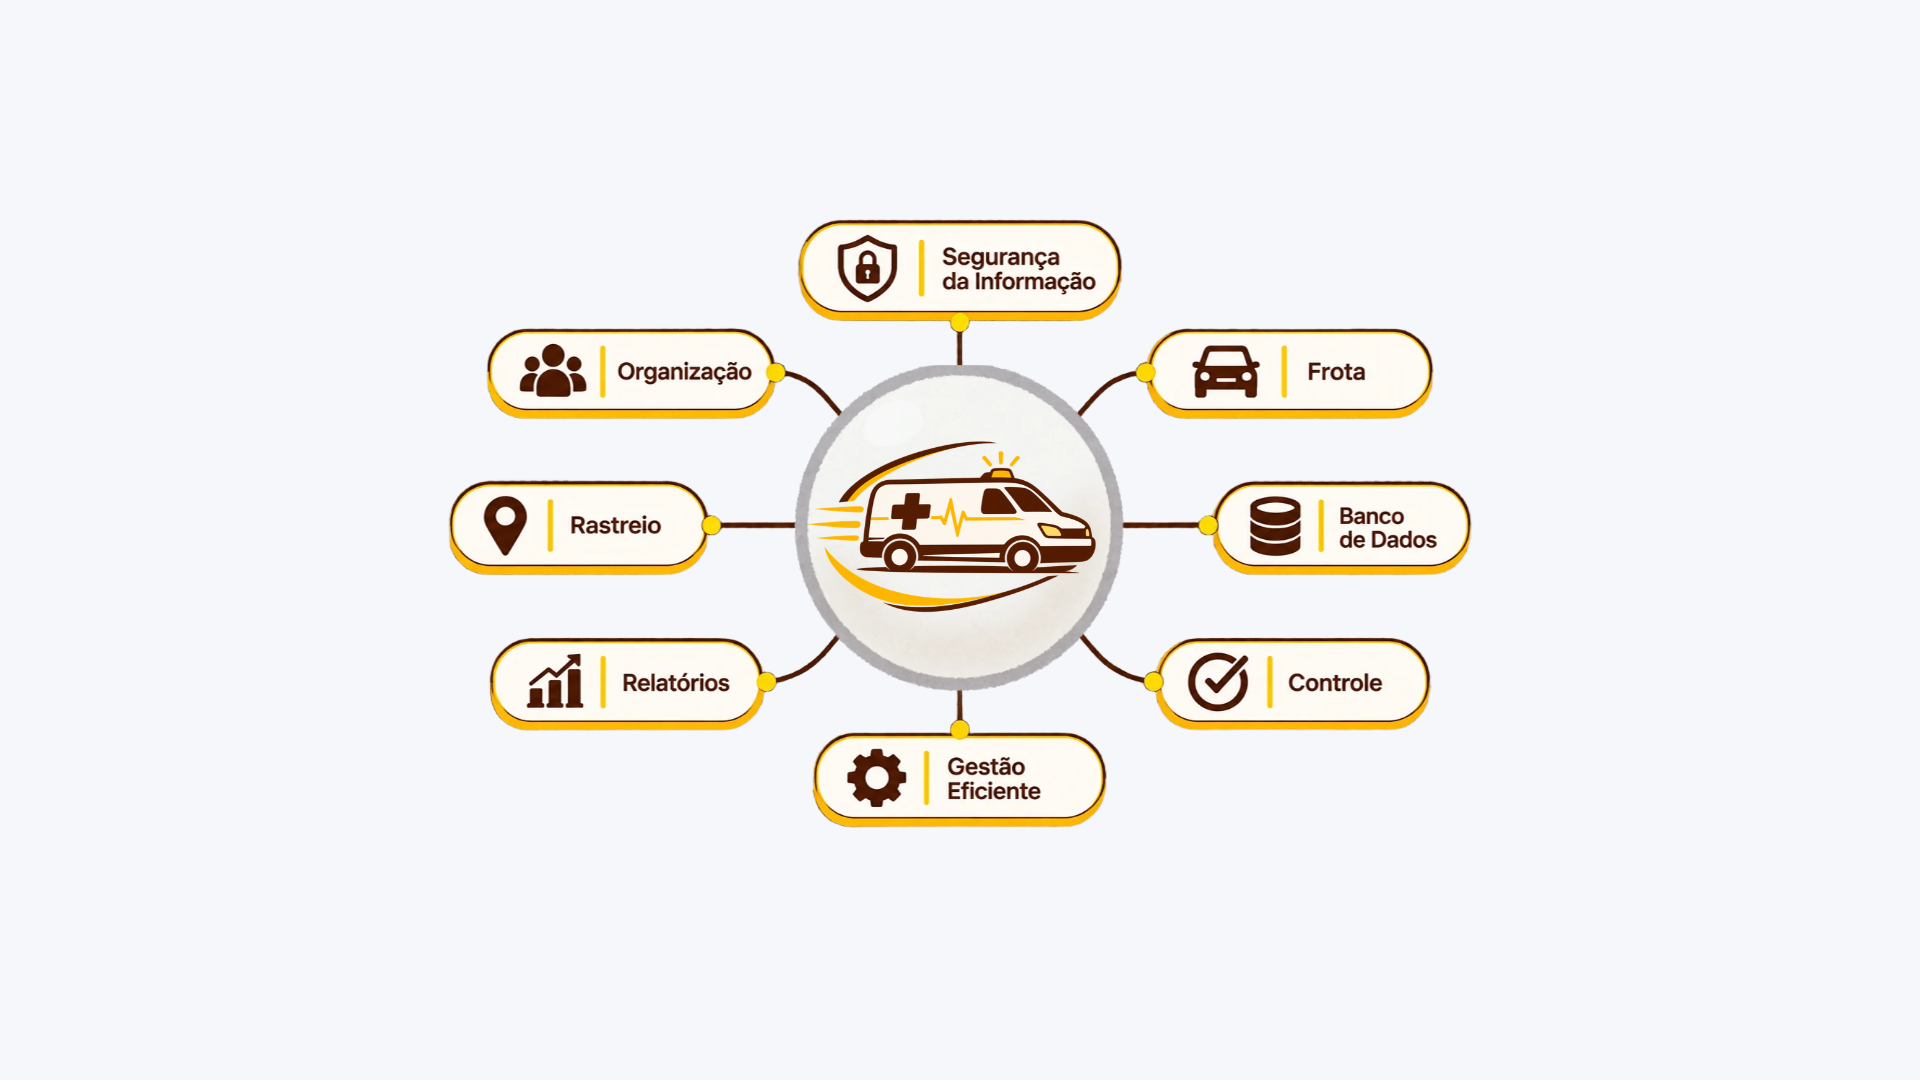 Segurança
da Informação
Organização
Frota
Rastreio
Banco
de Dados
Relatórios
Controle
Gestão
Eficiente